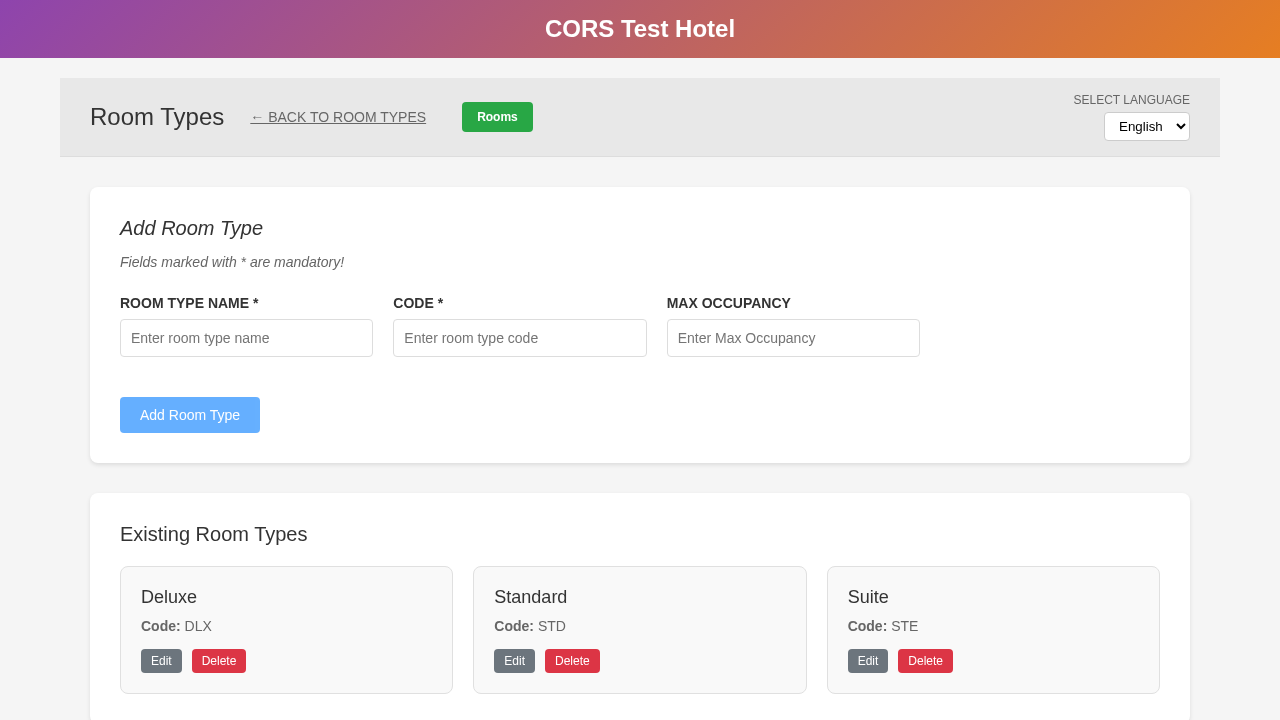 CORS Test Hotel
Room Types
← BACK TO ROOM TYPES
Rooms
SELECT LANGUAGE
English
Add Room Type
Fields marked with * are mandatory!
ROOM TYPE NAME *
CODE *
MAX OCCUPANCY
Enter room type name
Enter room type code
Enter Max Occupancy
Add Room Type
Existing Room Types
Deluxe
Code: DLX
Edit
Delete
Standard
Code: STD
Edit
Delete
Suite
Code: STE
Edit
Delete